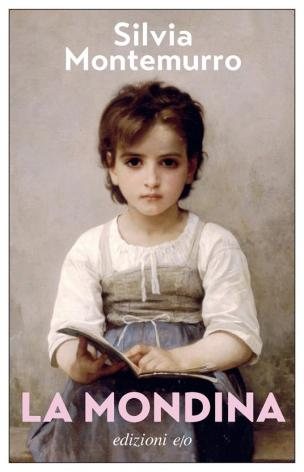 Silvia
Montemurro
LA MONDINA
edizioni e/o